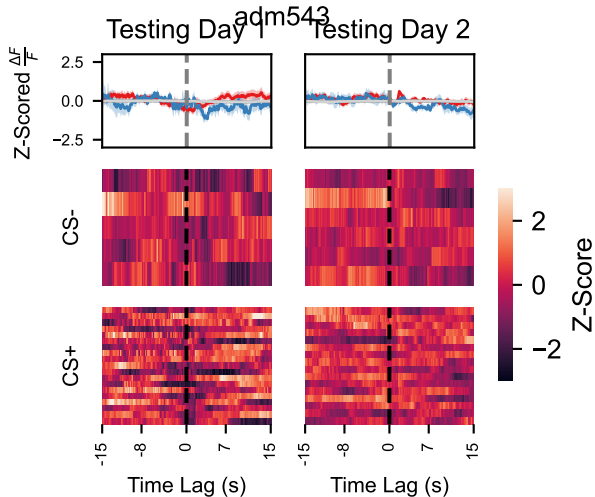 adm543
Testing Day 1
Testing Day 2
Z-Scored ΔF/F
2.5
0.0
−2.5
CS-
CS+
-15
-8
0
7
15
-15
-8
0
7
15
Time Lag (s)
Time Lag (s)
2
0
−2
Z-Score